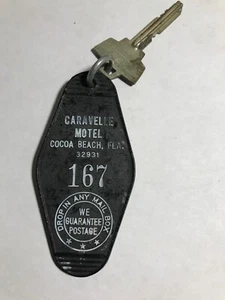 CARAVELLE
MOTEL
COCOA BEACH, FLA.
32931
167
DROP IN ANY MAIL BOX
WE
GUARANTEE
POSTAGE